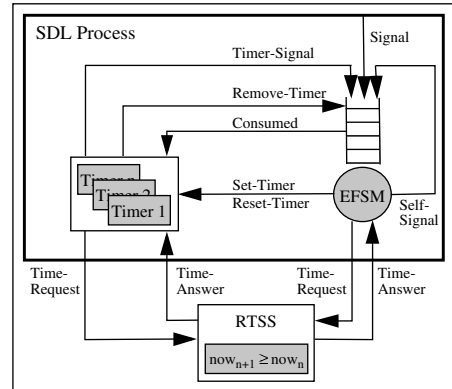 SDL Process
Signal
Timer-Signal
Remove-Timer
Consumed
Timer n
Timer 2
Timer 1
Set-Timer
Reset-Timer
EFSM
Self-
Signal
Time-
Request
Time-
Answer
Time-
Request
Time-
Answer
RTSS
now_{n+1} ≥ now_n